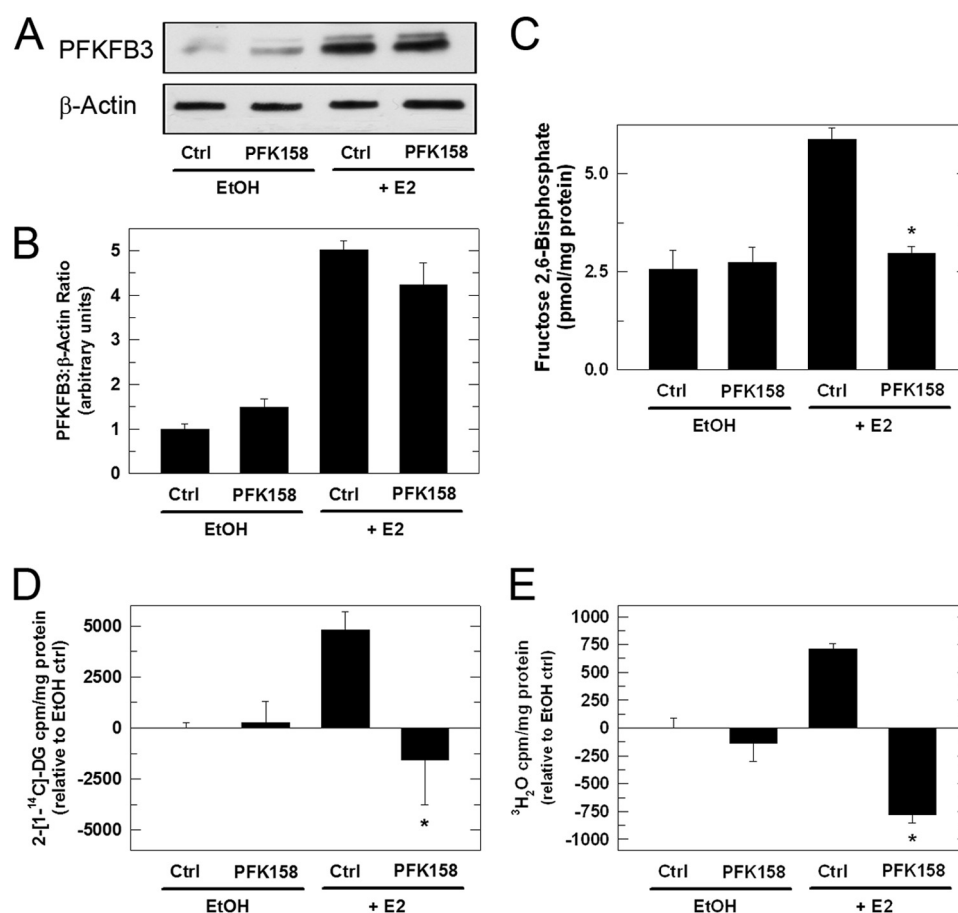 A
PFKFB3
β-Actin
Ctrl PFK158 Ctrl PFK158
EtOH + E2
B
PFKFB3:β-Actin Ratio
(arbitrary units)
5
4
3
2
1
0
Ctrl PFK158 Ctrl PFK158
EtOH + E2
C
Fructose 2,6-Bisphosphate
(pmol/mg protein)
5.0
2.5
0.0
*
Ctrl PFK158 Ctrl PFK158
EtOH + E2
D
2-[1-¹⁴C]-DG cpm/mg protein
(relative to EtOH ctrl)
5000
2500
0
-2500
-5000
*
Ctrl PFK158 Ctrl PFK158
EtOH + E2
E
³H₂O cpm/mg protein
(relative to EtOH ctrl)
1000
750
500
250
0
-250
-500
-750
-1000
*
Ctrl PFK158 Ctrl PFK158
EtOH + E2